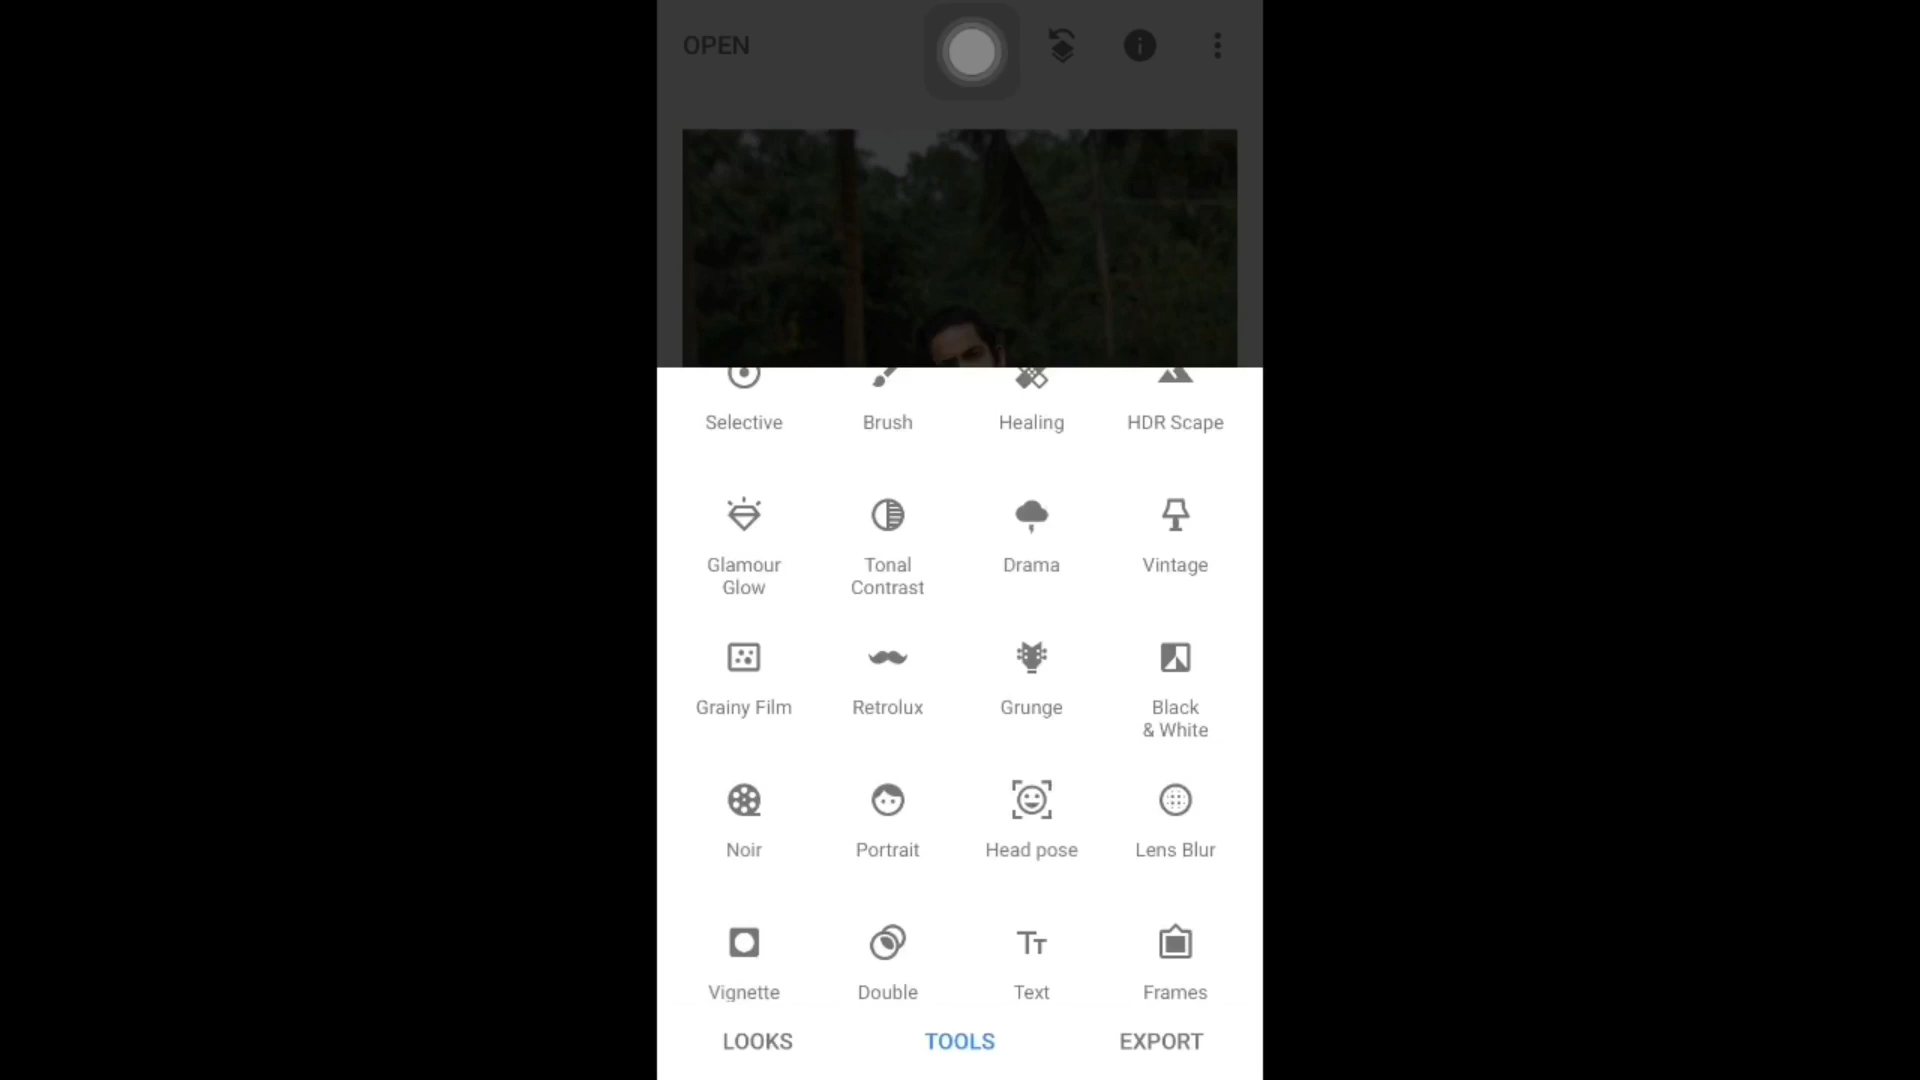 OPEN
Selective
Brush
Healing
HDR Scape
Glamour
Glow
Tonal
Contrast
Drama
Vintage
Grainy Film
Retrolux
Grunge
Black
& White
Noir
Portrait
Head pose
Lens Blur
Vignette
Double
Text
Frames
LOOKS
TOOLS
EXPORT